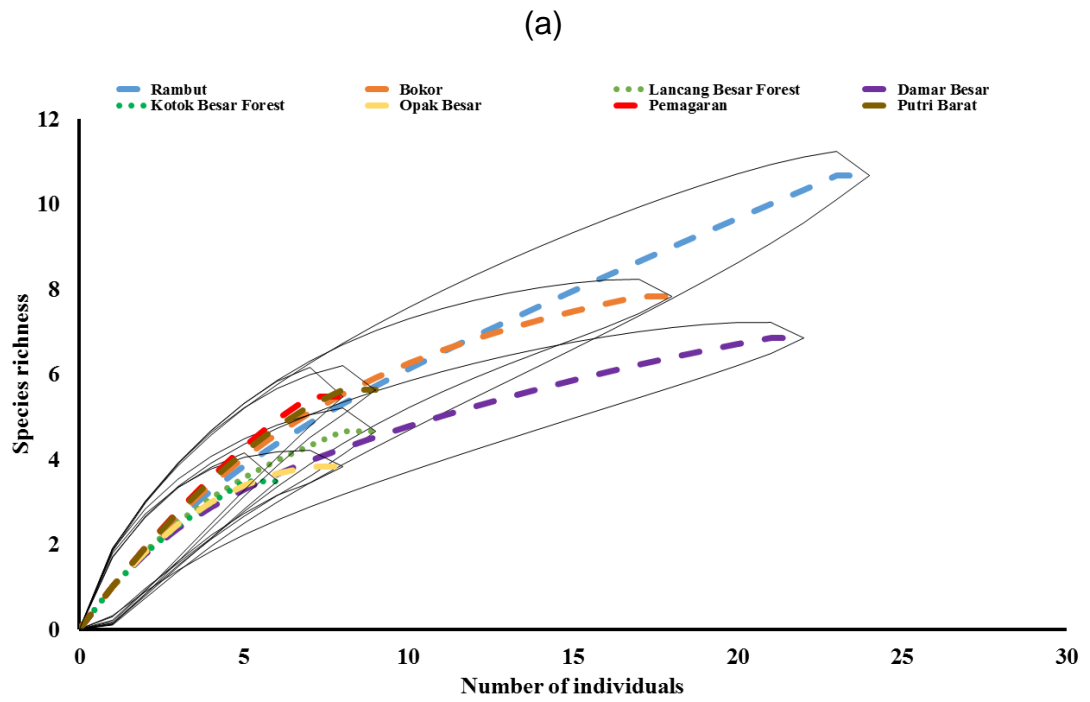 (a)
Rambut Bokor Lancang Besar Forest Damar Besar
Kotok Besar Forest Opak Besar Pemagaran Putri Barat
12
10
8
6
4
2
0
Species richness
0 5 10 15 20 25 30
Number of individuals